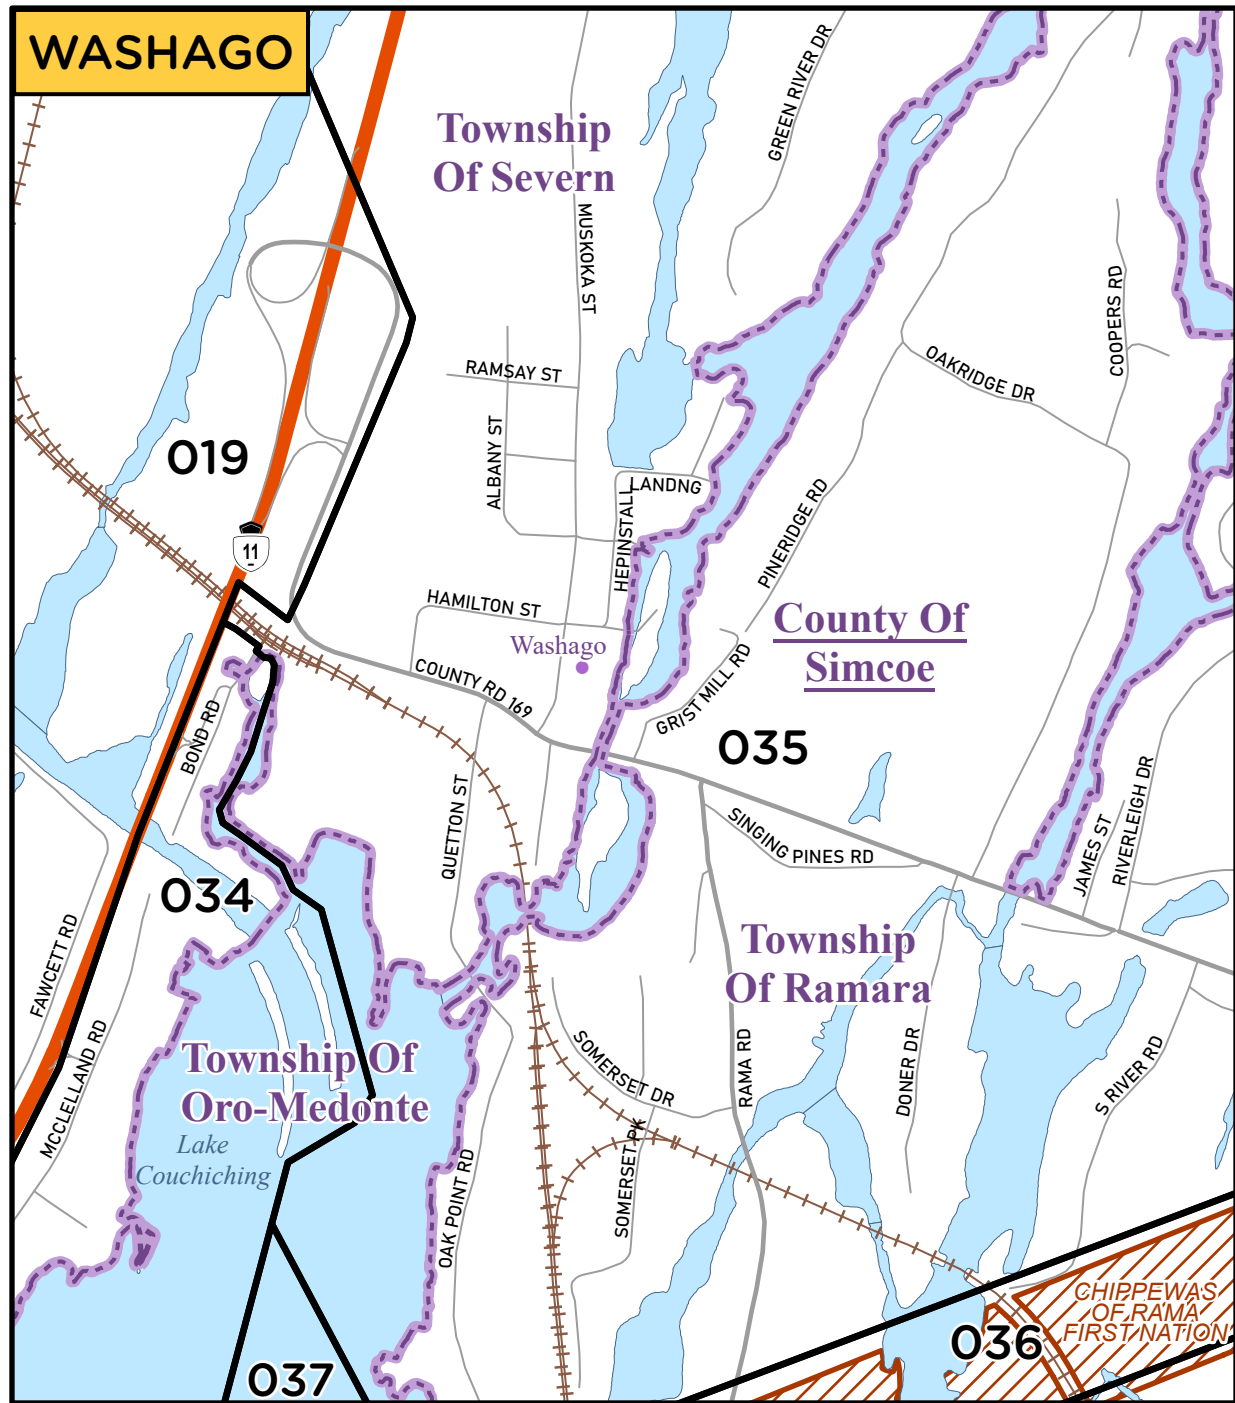 WASHAGO
Township
Of Severn
GREEN RIVER DR
MUSKOKA ST
COOPERS RD
OAKRIDGE DR
RAMSAY ST
ALBANY ST
019
LANDNG
HEPINSTALL
11
PINERIDGE RD
HAMILTON ST
Washago
County Of
Simcoe
COUNTY RD 169
GRIST MILL RD
035
BOND RD
QUETTON ST
SINGING PINES RD
JAMES ST
RIVERLEIGH DR
034
FAWCETT RD
Township
Of Ramara
MCCLELLAND RD
Township Of
Oro-Medonte
Lake
Couchiching
SOMERSET DR
RAMA RD
DONER DR
S RIVER RD
SOMERSET PK
OAK POINT RD
CHIPPEWAS
OF RAMA
FIRST NATION
036
037